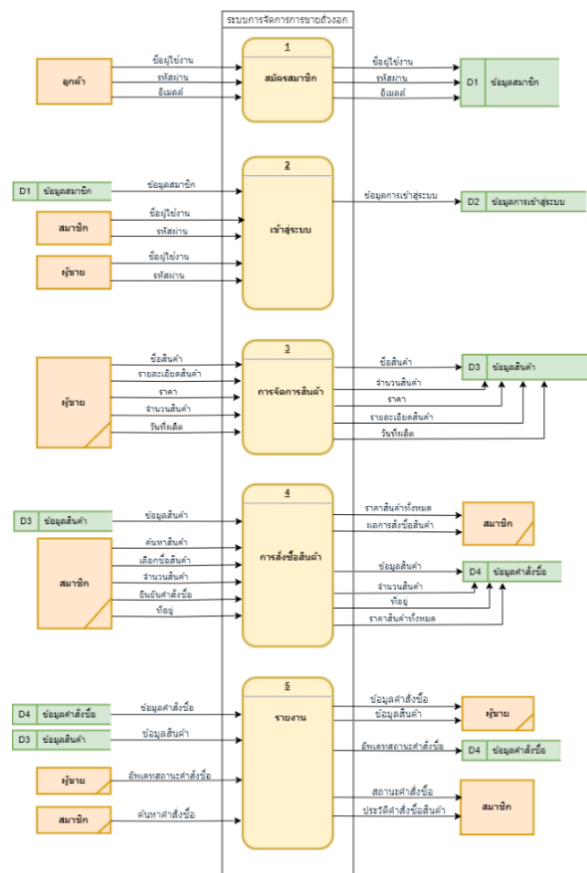 ระบบการจัดการการขายถั่วงอก
1
ชื่อผู้ใช่งาน
รหัสผ่าน
อีเมลล์
ลูกค้า
สมัครสมาชิก
ชื่อผู้ใช่งาน
รหัสผ่าน
อีเมลล์
D1 ข้อมูลสมาชิก
2
D1 ข้อมูลสมาชิก
ข้อมูลสมาชิก
สมาชิก
ชื่อผู้ใช่งาน
รหัสผ่าน
ผู้ขาย
ชื่อผู้ใช่งาน
รหัสผ่าน
เข้าสู่ระบบ
ข้อมูลการเข้าสู่ระบบ
D2 ข้อมูลการเข้าสู่ระบบ
3
ผู้ขาย
ชื่อสินค้า
รายละเอียดสินค้า
ราคา
จำนวนสินค้า
วันที่ผลิต
การจัดการสินค้า
ชื่อสินค้า
จำนวนสินค้า
ราคา
รายละเอียดสินค้า
วันที่ผลิต
D3 ข้อมูลสินค้า
4
D3 ข้อมูลสินค้า
ข้อมูลสินค้า
สมาชิก
ค้นหาสินค้า
เลือกซื้อสินค้า
จำนวนสินค้า
ยืนยันคำสั่งซื้อ
ที่อยู่
การสั่งซื้อสินค้า
ราคาสินค้าทั้งหมด
ผลการสั่งซื้อสินค้า
สมาชิก
ข้อมูลสินค้า
จำนวนสินค้า
ที่อยู่
ราคาสินค้าทั้งหมด
D4 ข้อมูลคำสั่งซื้อ
5
D4 ข้อมูลคำสั่งซื้อ
ข้อมูลคำสั่งซื้อ
D3 ข้อมูลสินค้า
ข้อมูลสินค้า
ผู้ขาย
อัพเดทสถานะคำสั่งซื้อ
สมาชิก
ค้นหาคำสั่งซื้อ
รายงาน
ข้อมูลคำสั่งซื้อ
ข้อมูลสินค้า
ผู้ขาย
อัพเดทสถานะคำสั่งซื้อ
D4 ข้อมูลคำสั่งซื้อ
สถานะคำสั่งซื้อ
ประวัติคำสั่งซื้อสินค้า
สมาชิก